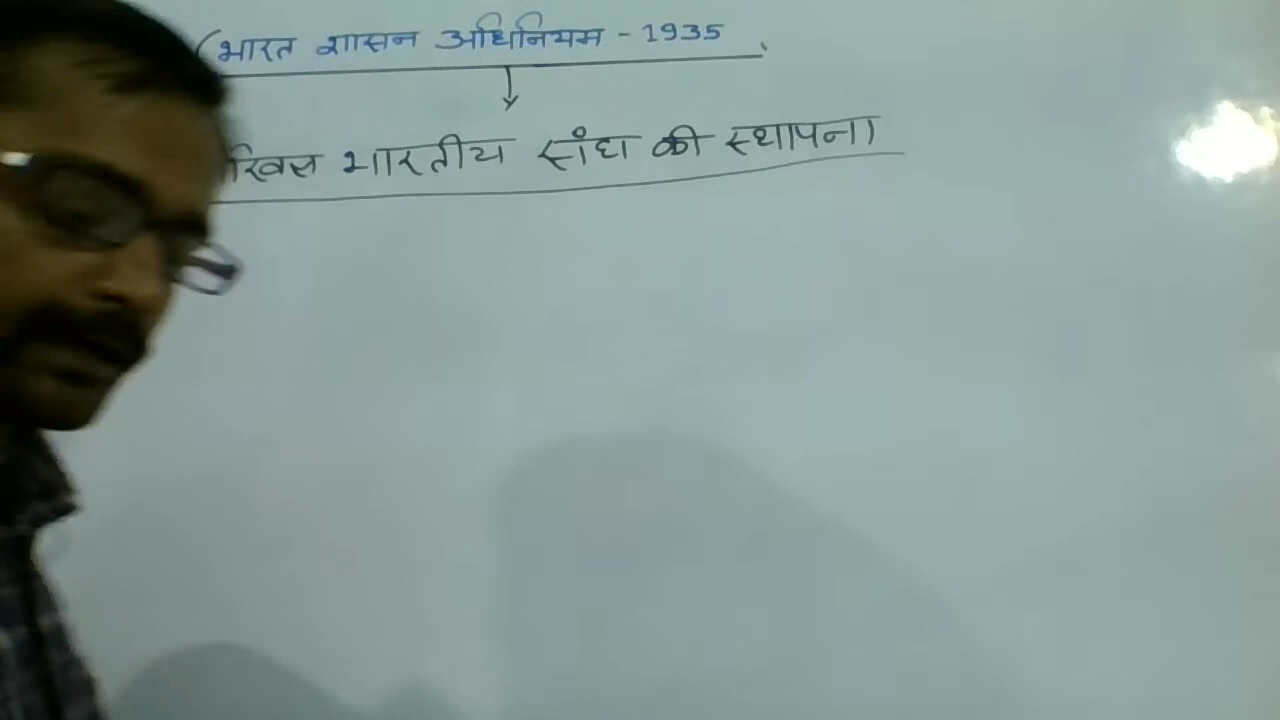 (भारत शासन अधिनियम - 1935
खिल भारतीय संघ की स्थापना